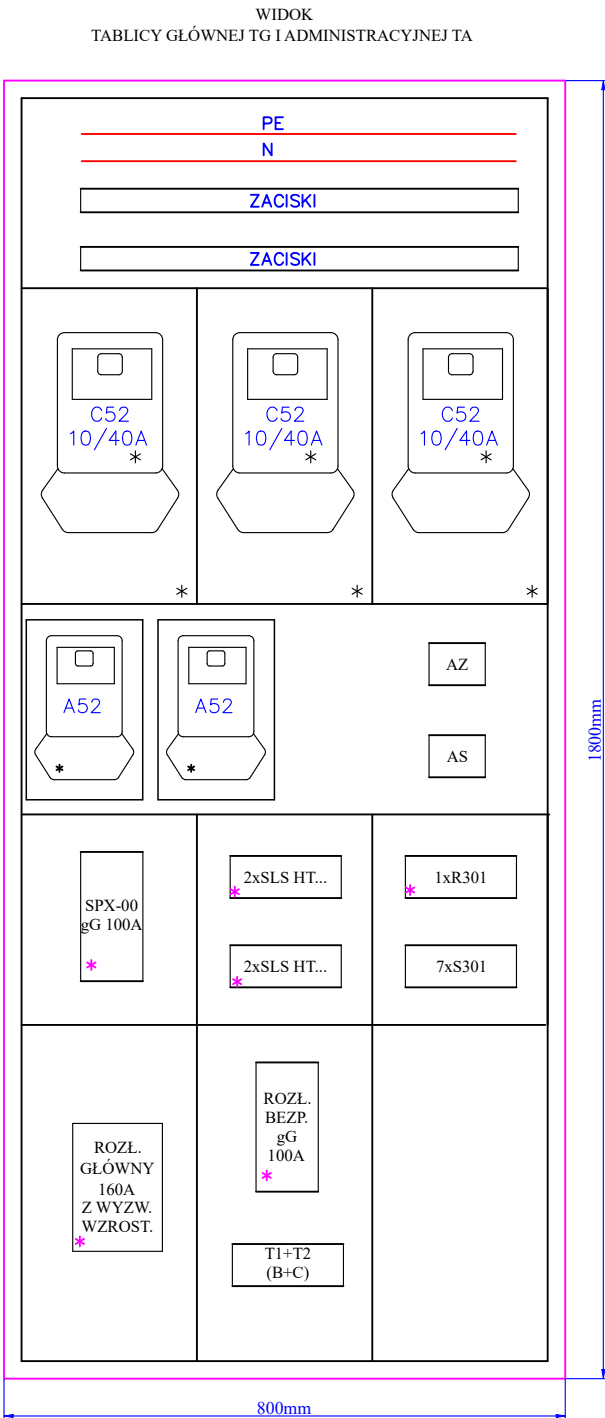 WIDOK
TABLICY GŁÓWNEJ TG I ADMINISTRACYJNEJ TA
PE
N
ZACISKI
ZACISKI
C52
10/40A
*
*
C52
10/40A
*
*
C52
10/40A
*
*
A52
*
A52
*
AZ
AS
1800mm
SPX-00
gG 100A
*
2xSLS HT...
*
2xSLS HT...
*
1xR301
*
7xS301
ROZŁ.
GŁÓWNY
160A
Z WYZW.
WZROST.
*
ROZŁ.
BEZP.
gG
100A
*
T1+T2
(B+C)
800mm